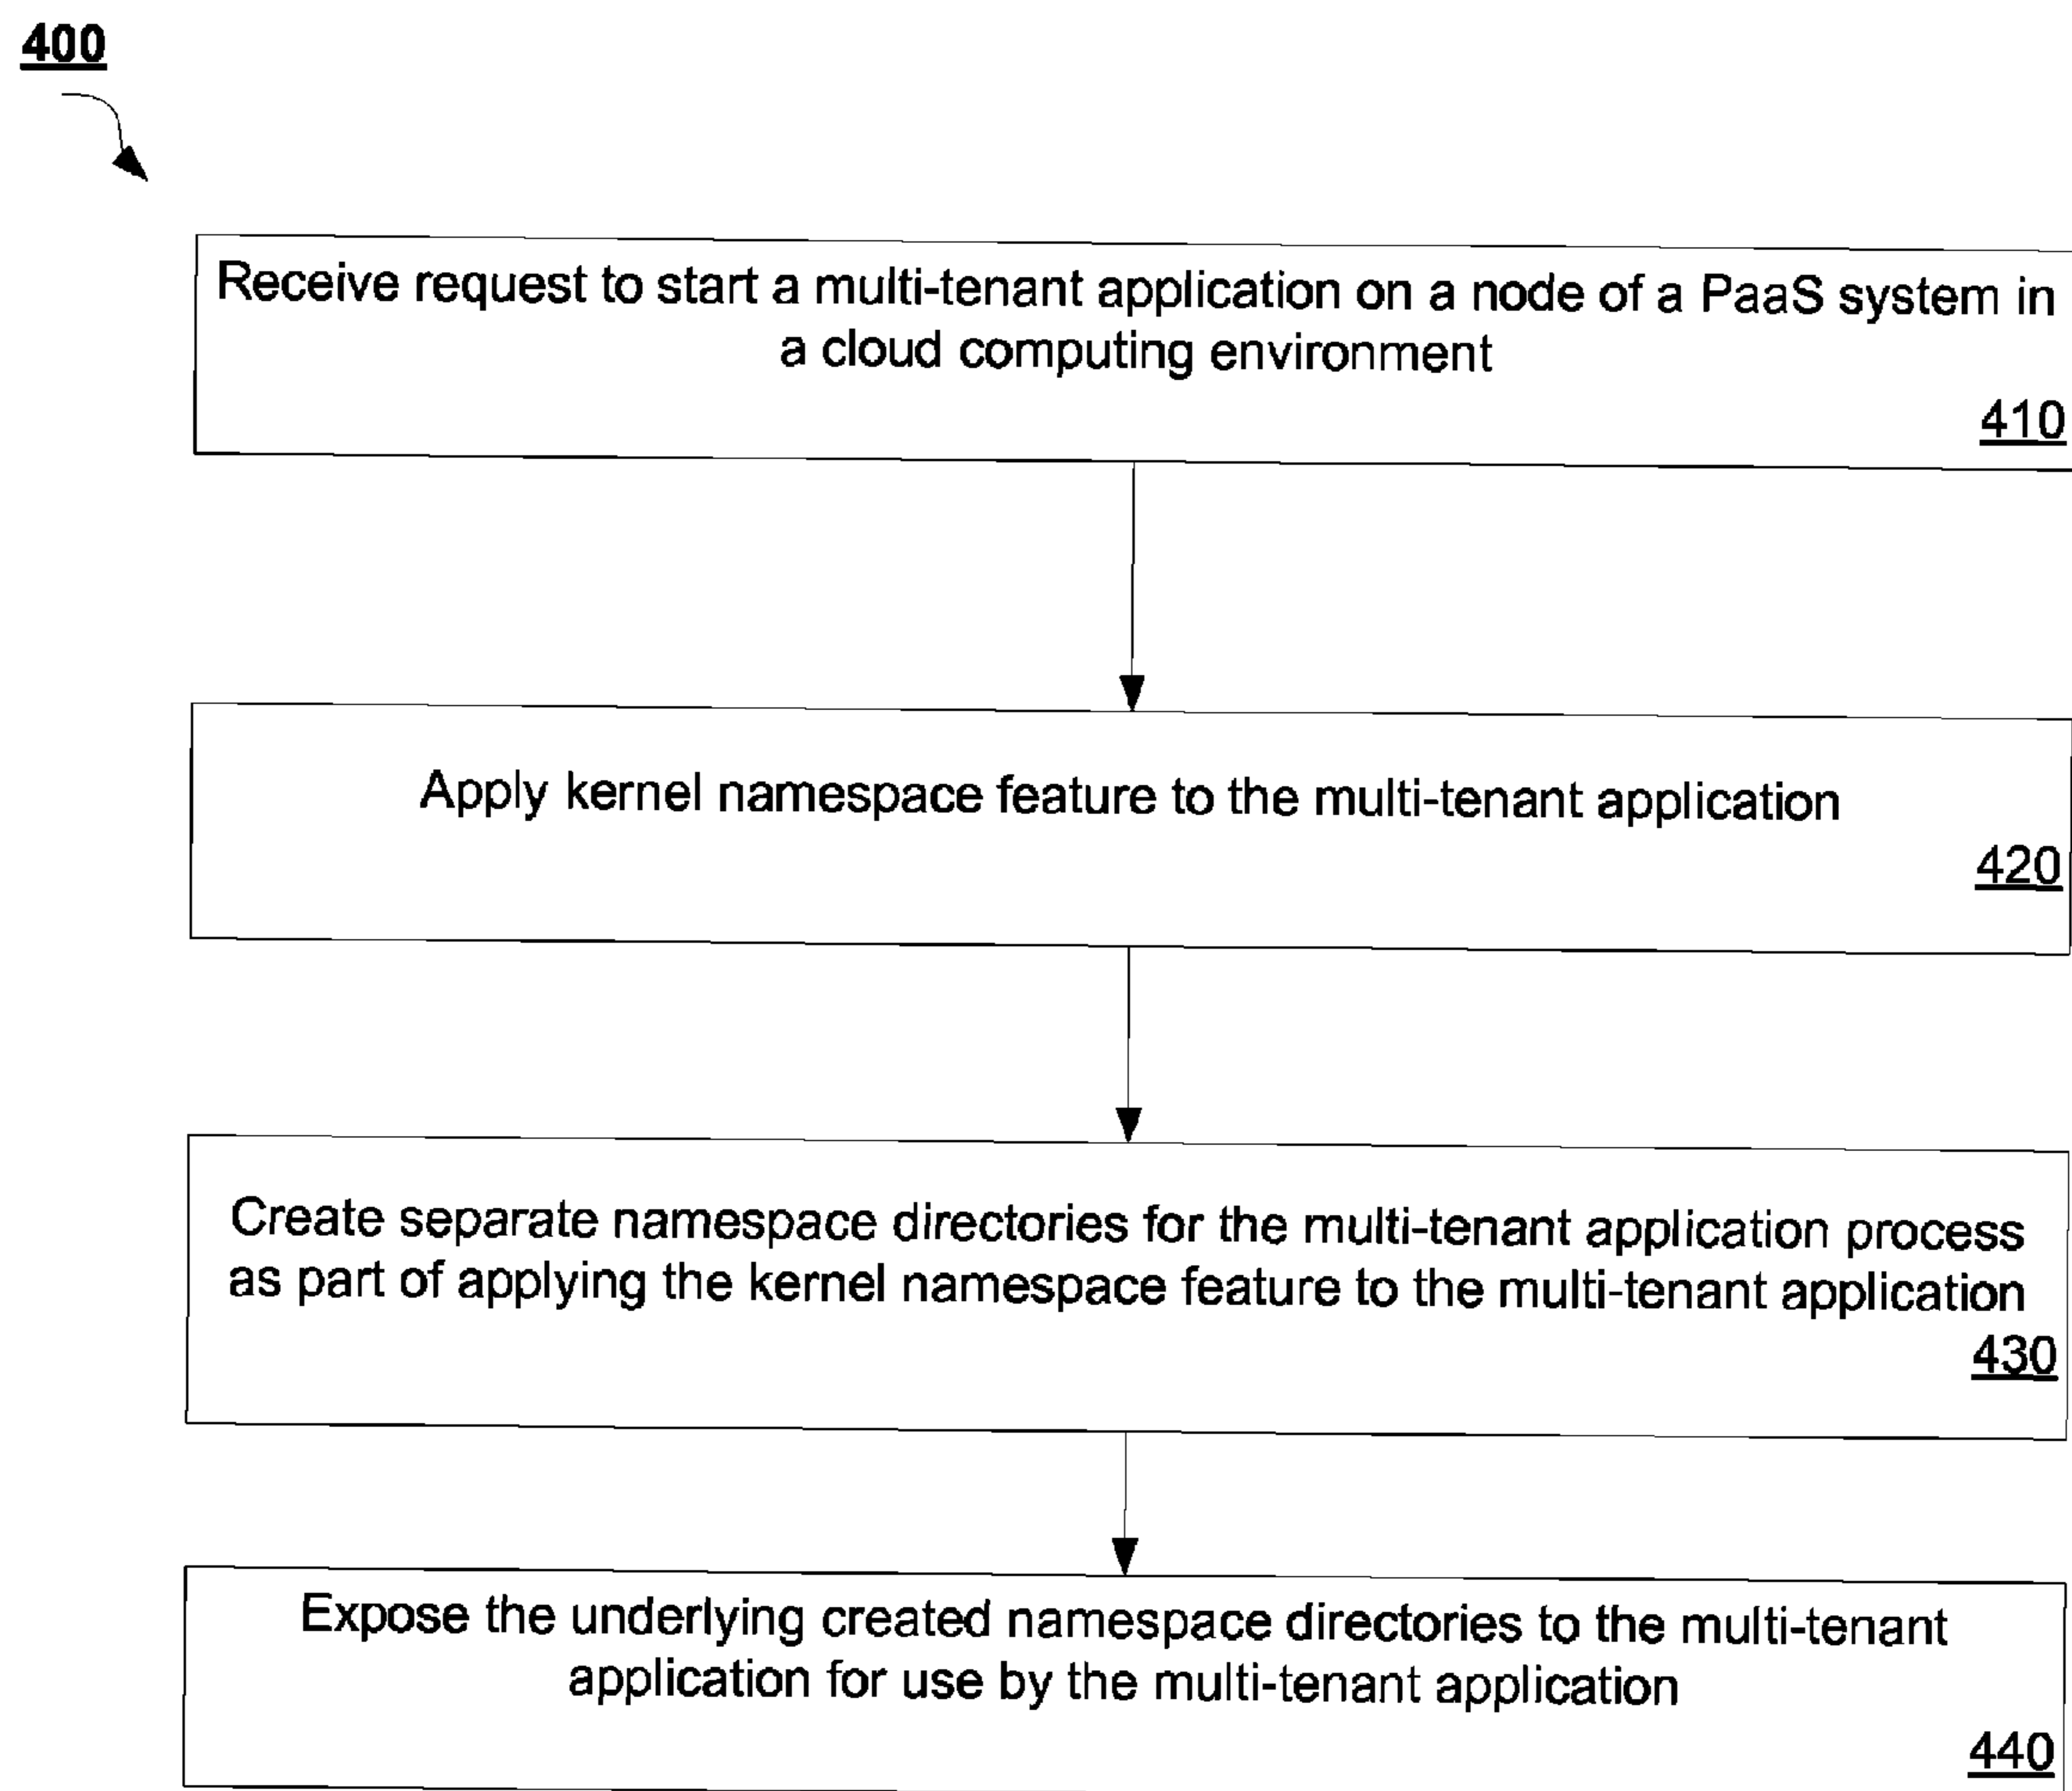 400
Receive request to start a multi-tenant application on a node of a PaaS system in
a cloud computing environment
410
Apply kernel namespace feature to the multi-tenant application
420
Create separate namespace directories for the multi-tenant application process
as part of applying the kernel namespace feature to the multi-tenant application
430
Expose the underlying created namespace directories to the multi-tenant
application for use by the multi-tenant application
440